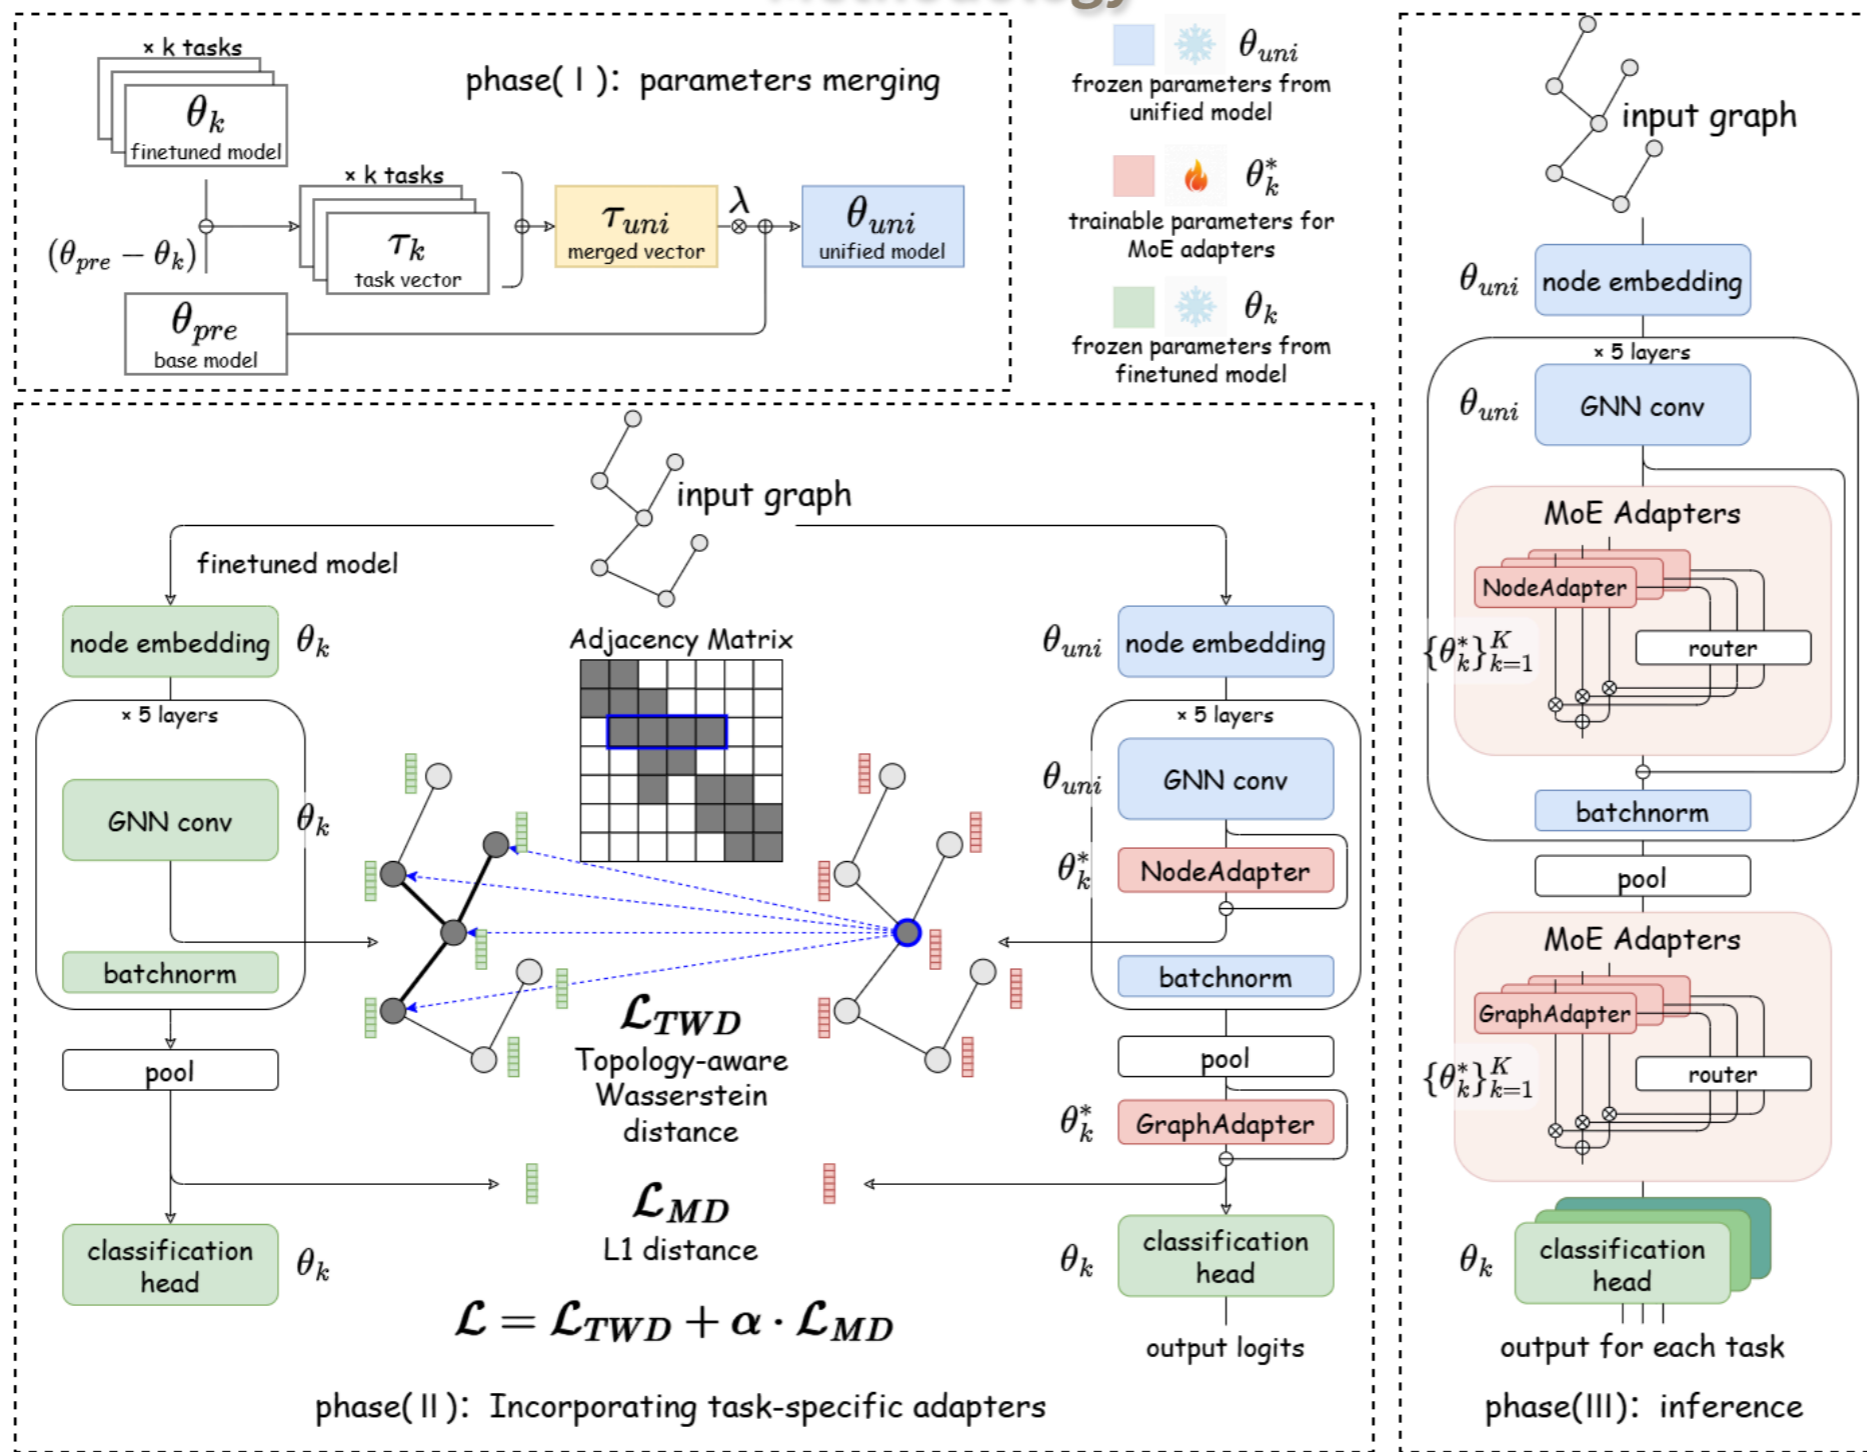 Methodology
× k tasks
θ_k
finetuned model
phase( I ): parameters merging
(θ_pre − θ_k)
× k tasks
τ_k
task vector
τ_uni
merged vector
λ
θ_uni
unified model
θ_pre
base model
θ_uni
frozen parameters from
unified model
θ*_k
trainable parameters for
MoE adapters
θ_k
frozen parameters from
finetuned model
input graph
finetuned model
node embedding
θ_k
× 5 layers
GNN conv
θ_k
batchnorm
pool
classification
head
θ_k
Adjacency Matrix
ℒ_TWD
Topology-aware
Wasserstein
distance
ℒ_MD
L1 distance
ℒ = ℒ_TWD + α · ℒ_MD
θ_uni
node embedding
× 5 layers
θ_uni
GNN conv
θ*_k
NodeAdapter
batchnorm
pool
θ*_k
GraphAdapter
θ_k
classification
head
output logits
phase( II ): Incorporating task-specific adapters
input graph
θ_uni
node embedding
× 5 layers
θ_uni
GNN conv
MoE Adapters
NodeAdapter
{θ*_k}^K_k=1
router
batchnorm
pool
MoE Adapters
GraphAdapter
{θ*_k}^K_k=1
router
θ_k
classification
head
output for each task
phase(III): inference